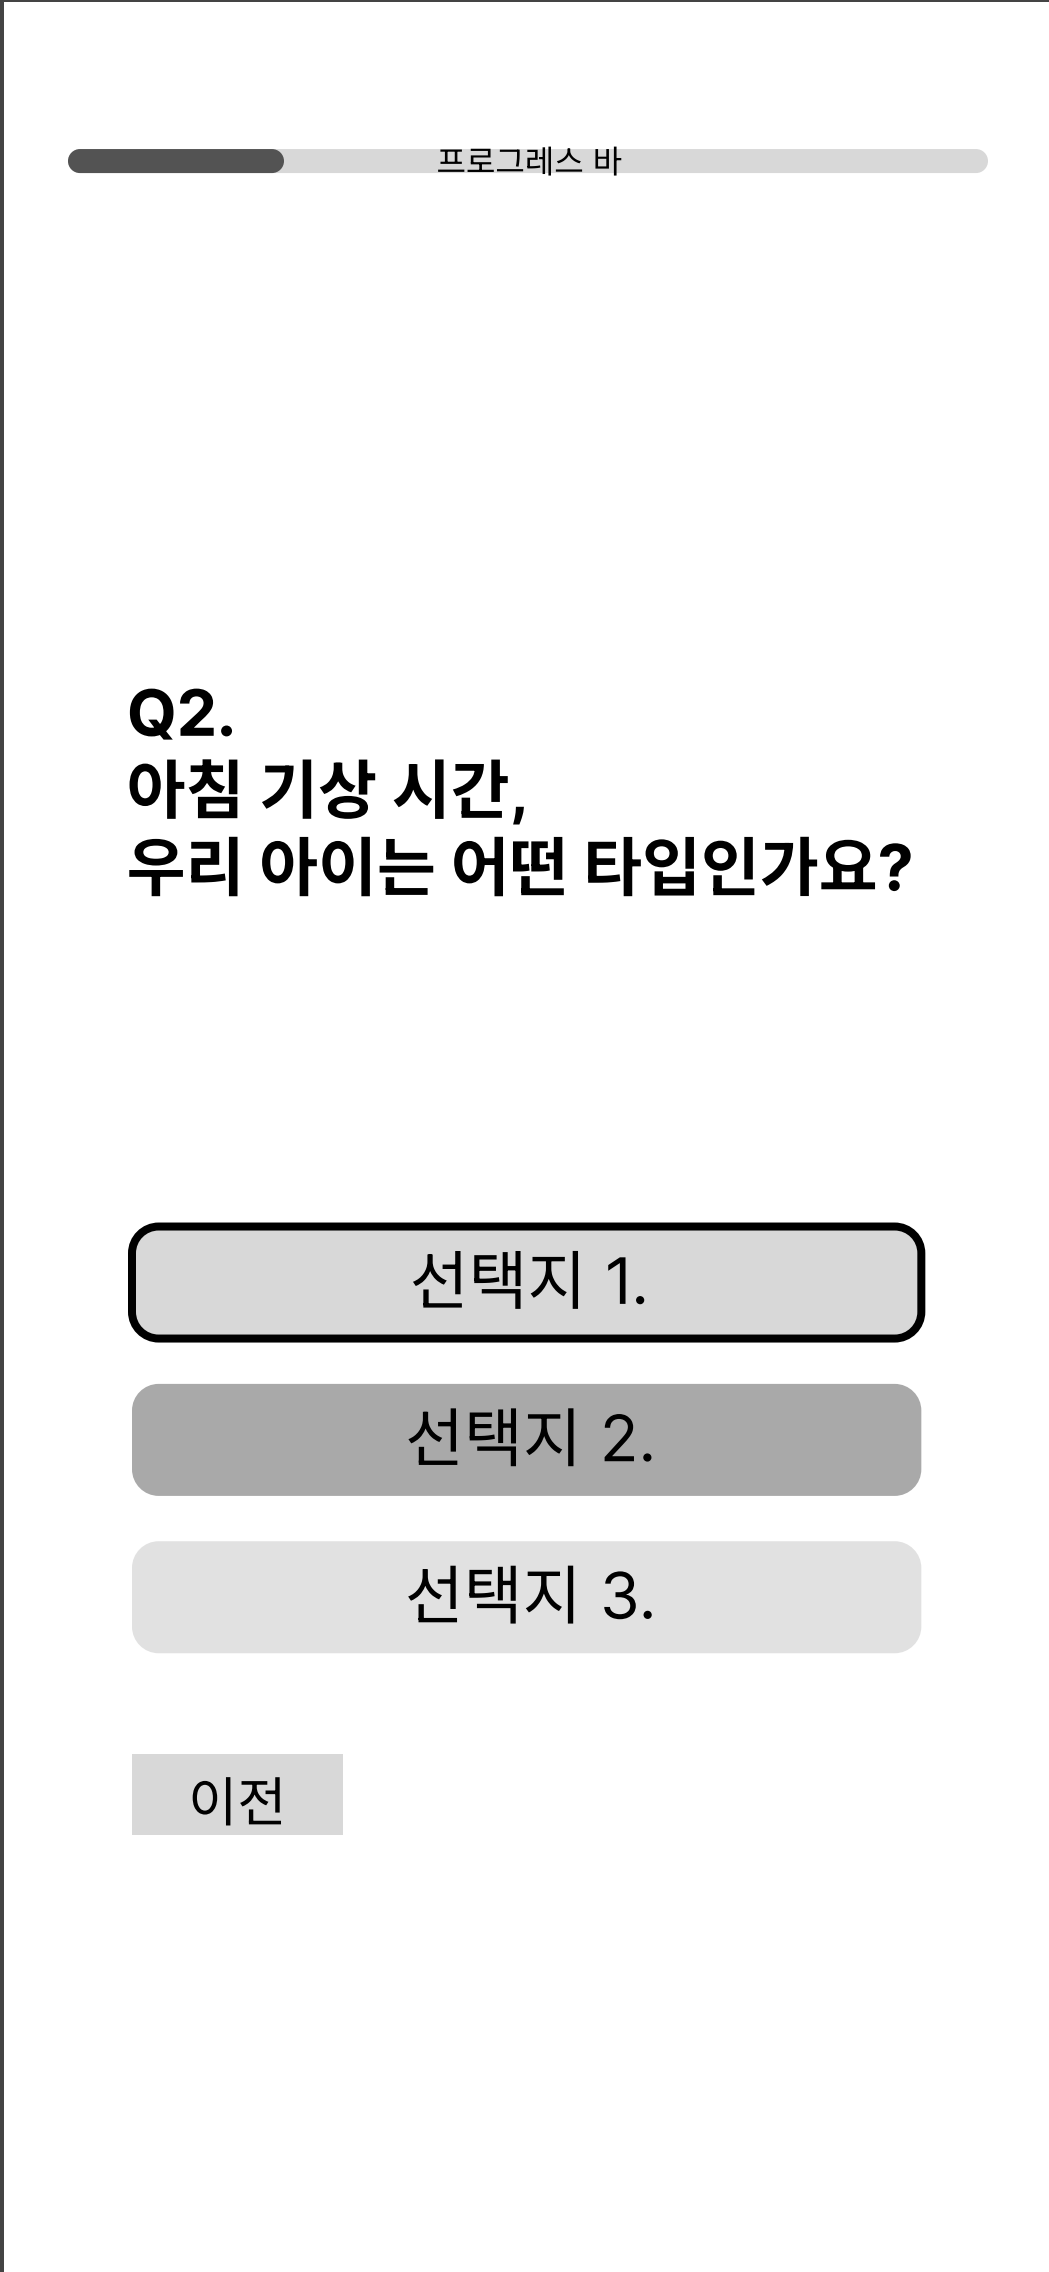 프로그레스 바
Q2.
아침 기상 시간,
우리 아이는 어떤 타입인가요?
선택지 1.
선택지 2.
선택지 3.
이전